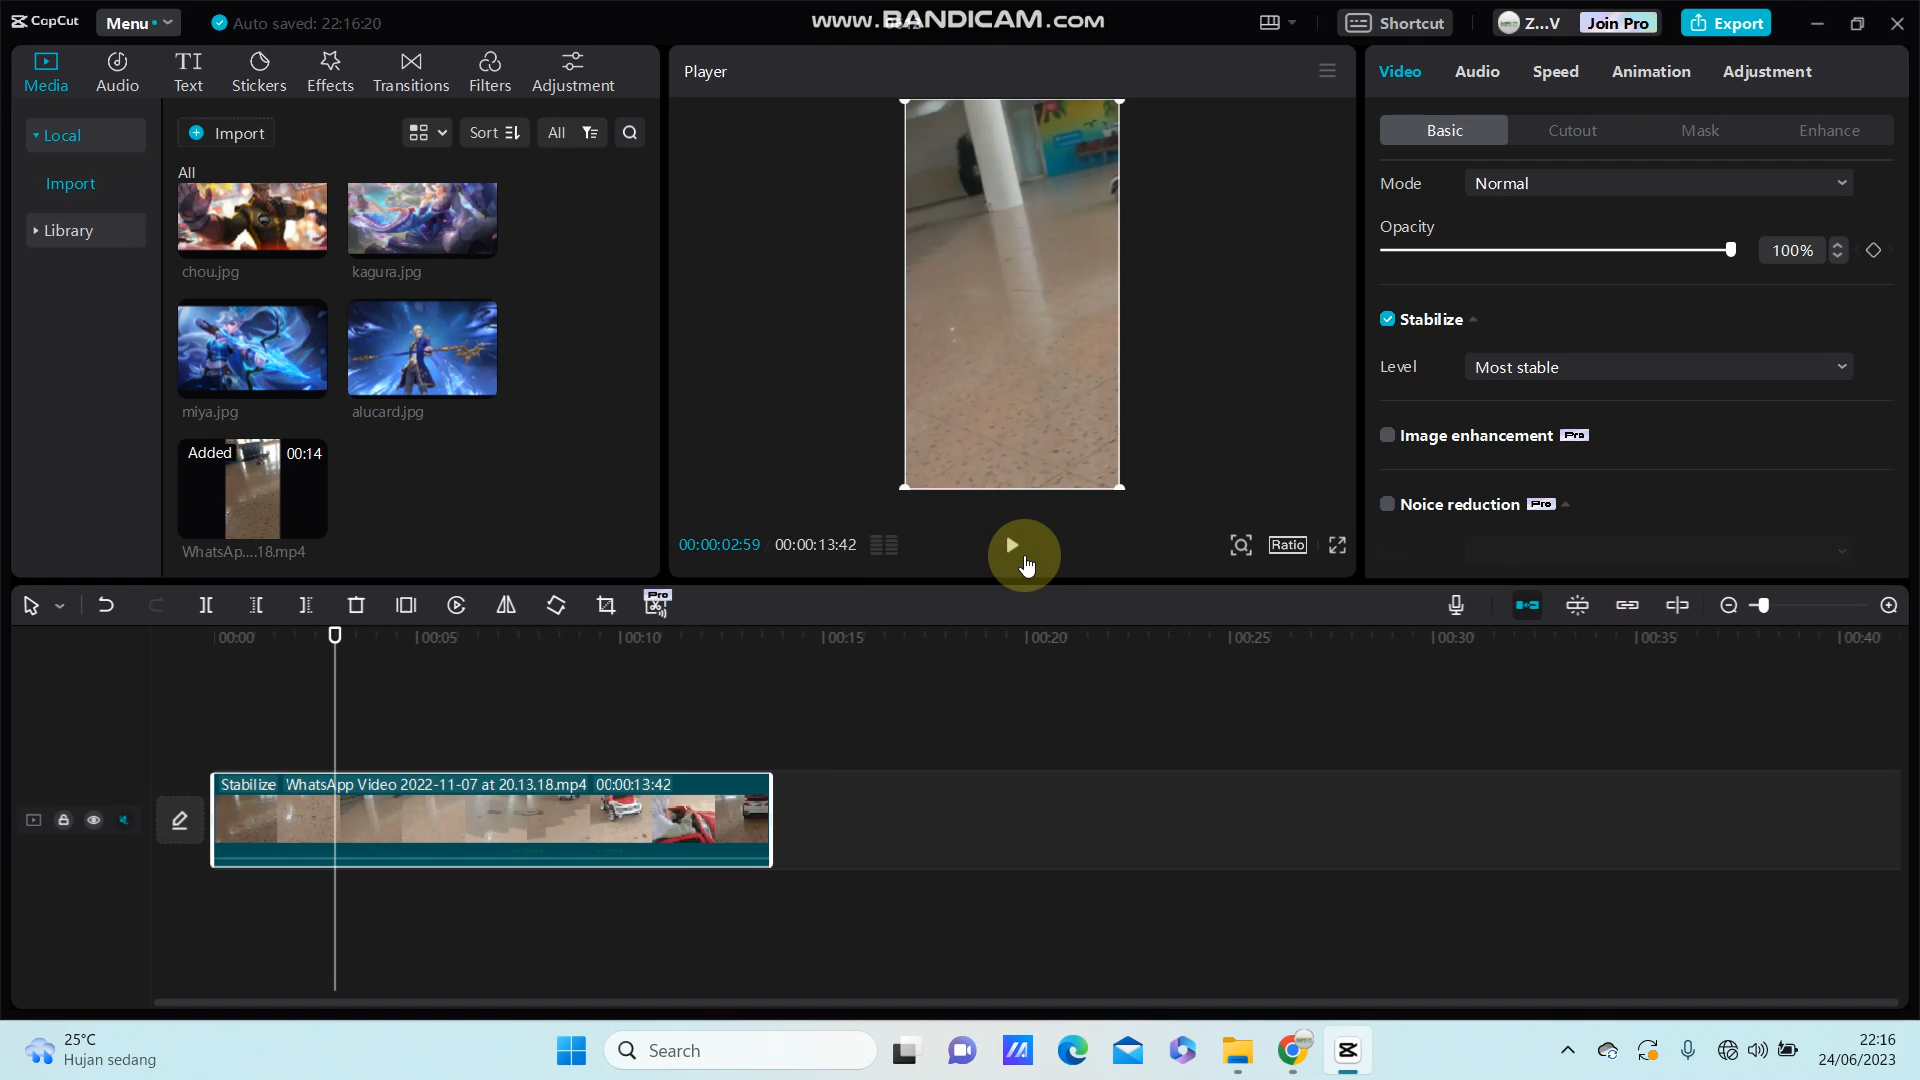 CapCut
Menu
Auto saved: 22:16:20
www.BANDICAM.com
Shortcut
Z...V
Join Pro
Export
Media
Audio
Text
Stickers
Effects
Transitions
Filters
Adjustment
Player
Video
Audio
Speed
Animation
Adjustment
Local
Import
Sort
All
Basic
Cutout
Mask
Enhance
All
Import
Mode
Normal
Library
Opacity
100%
chou.jpg
kagura.jpg
Stabilize
Level
Most stable
miya.jpg
alucard.jpg
Image enhancement
Pro
Added
00:14
Noice reduction
Pro
WhatsAp....18.mp4
00:00:02:59
00:00:13:42
Ratio
Pro
00:00
00:05
00:10
00:15
00:20
00:25
00:30
00:35
00:40
Stabilize WhatsApp Video 2022-11-07 at 20.13.18.mp4 00:00:13:42
25°C
Hujan sedang
Search
22:16
24/06/2023